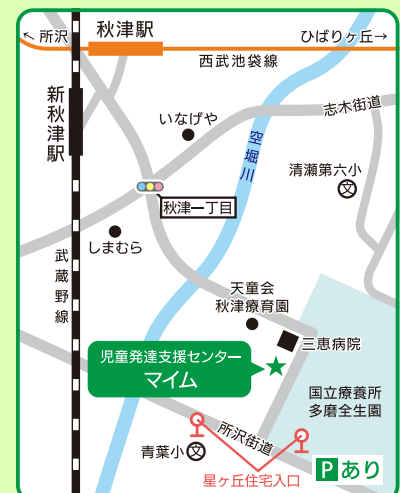 ← 所沢
秋津駅
ひばりヶ丘→
西武池袋線
新秋津駅
志木街道
いなげや
空堀川
清瀬第六小
文
秋津一丁目
しまむら
武蔵野線
天童会
秋津療育園
三恵病院
児童発達支援センター
マイム
国立療養所
多磨全生園
所沢街道
青葉小
文
星ヶ丘住宅入口
P あり